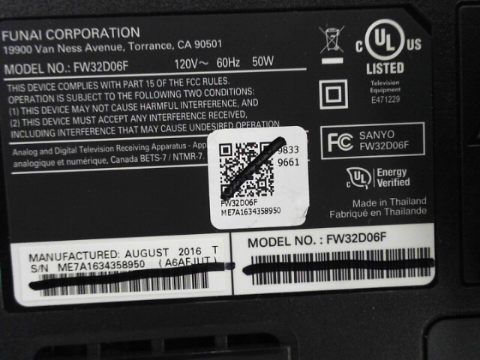 FUNAI CORPORATION
19900 Van Ness Avenue, Torrance, CA 90501
MODEL NO.: FW32D06F 120V~ 60Hz 50W
THIS DEVICE COMPLIES WITH PART 15 OF THE FCC RULES.
OPERATION IS SUBJECT TO THE FOLLOWING TWO CONDITIONS:
(1) THIS DEVICE MAY NOT CAUSE HARMFUL INTERFERENCE, AND
(2) THIS DEVICE MUST ACCEPT ANY INTERFERENCE RECEIVED,
INCLUDING INTERFERENCE THAT MAY CAUSE UNDESIRED
Analog and Digital Television Receiving Apparatus
analogique et numérique, Canada BETS-7 / NTMR-7.
C UL US
LISTED
Television
Equipment
E471229
FC SANYO
FW32D06F
UL Energy
Verified
Made in Thailand
Fabriqué en Thaïlande
9833
9661
FW32D06F
ME7A1634358950
MANUFACTURED: AUGUST 2016 T
S/N ME7A1634358950 (A6AFJUT)
MODEL NO.: FW32D06F